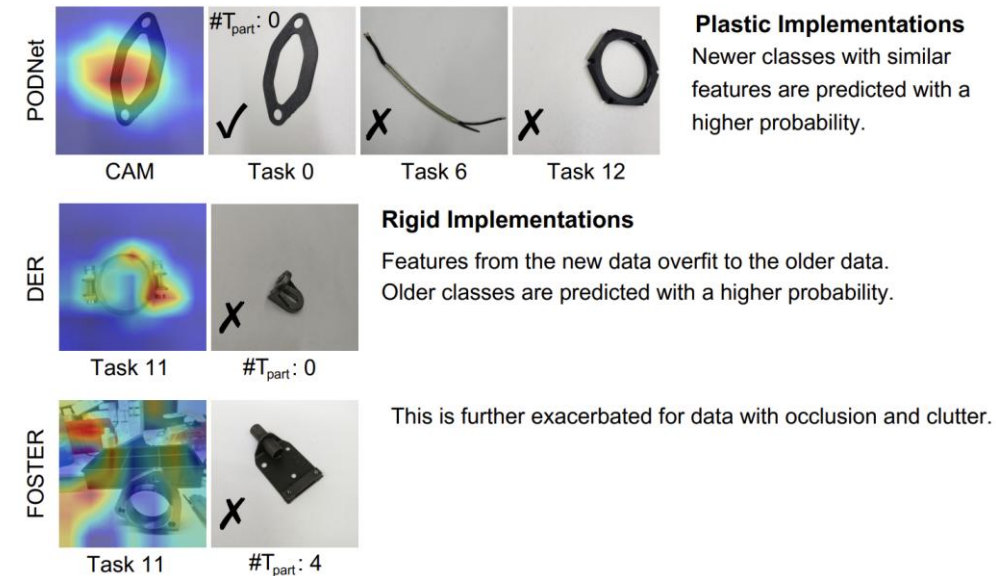 PODNet
#Tpart: 0
CAM
Task 0
Task 6
Task 12
Plastic Implementations
Newer classes with similar
features are predicted with a
higher probability.
DER
Task 11
#Tpart: 0
Rigid Implementations
Features from the new data overfit to the older data.
Older classes are predicted with a higher probability.
FOSTER
Task 11
#Tpart: 4
This is further exacerbated for data with occlusion and clutter.